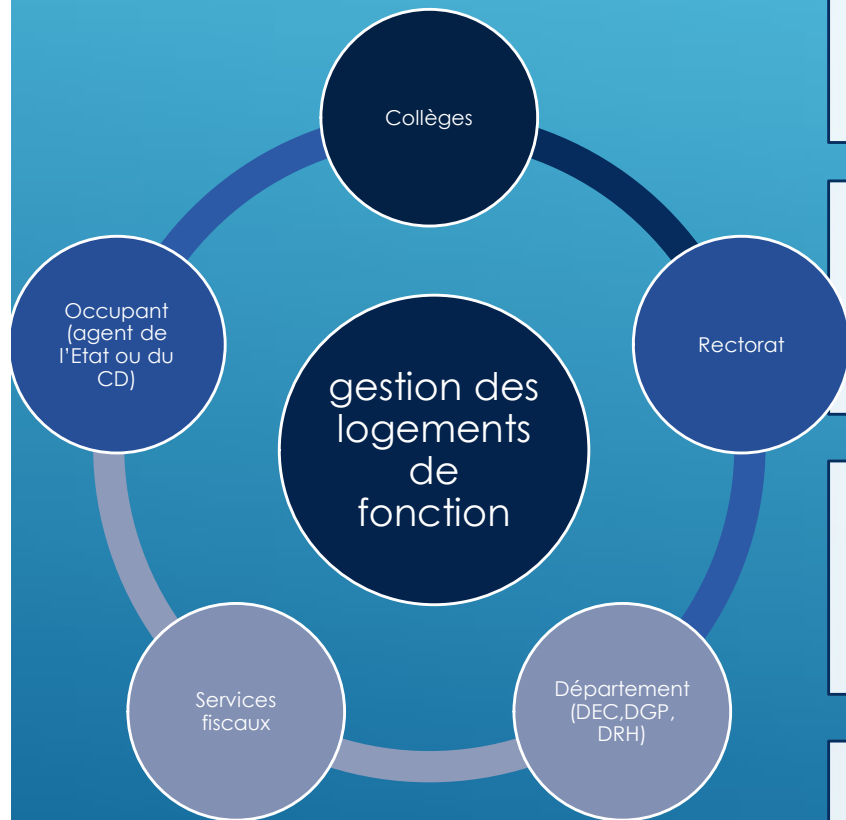 Collèges
Occupant
(agent de
l'Etat ou du
CD)
Rectorat
gestion des
logements
de
fonction
Services
fiscaux
Département
(DEC,DGP,
DRH)